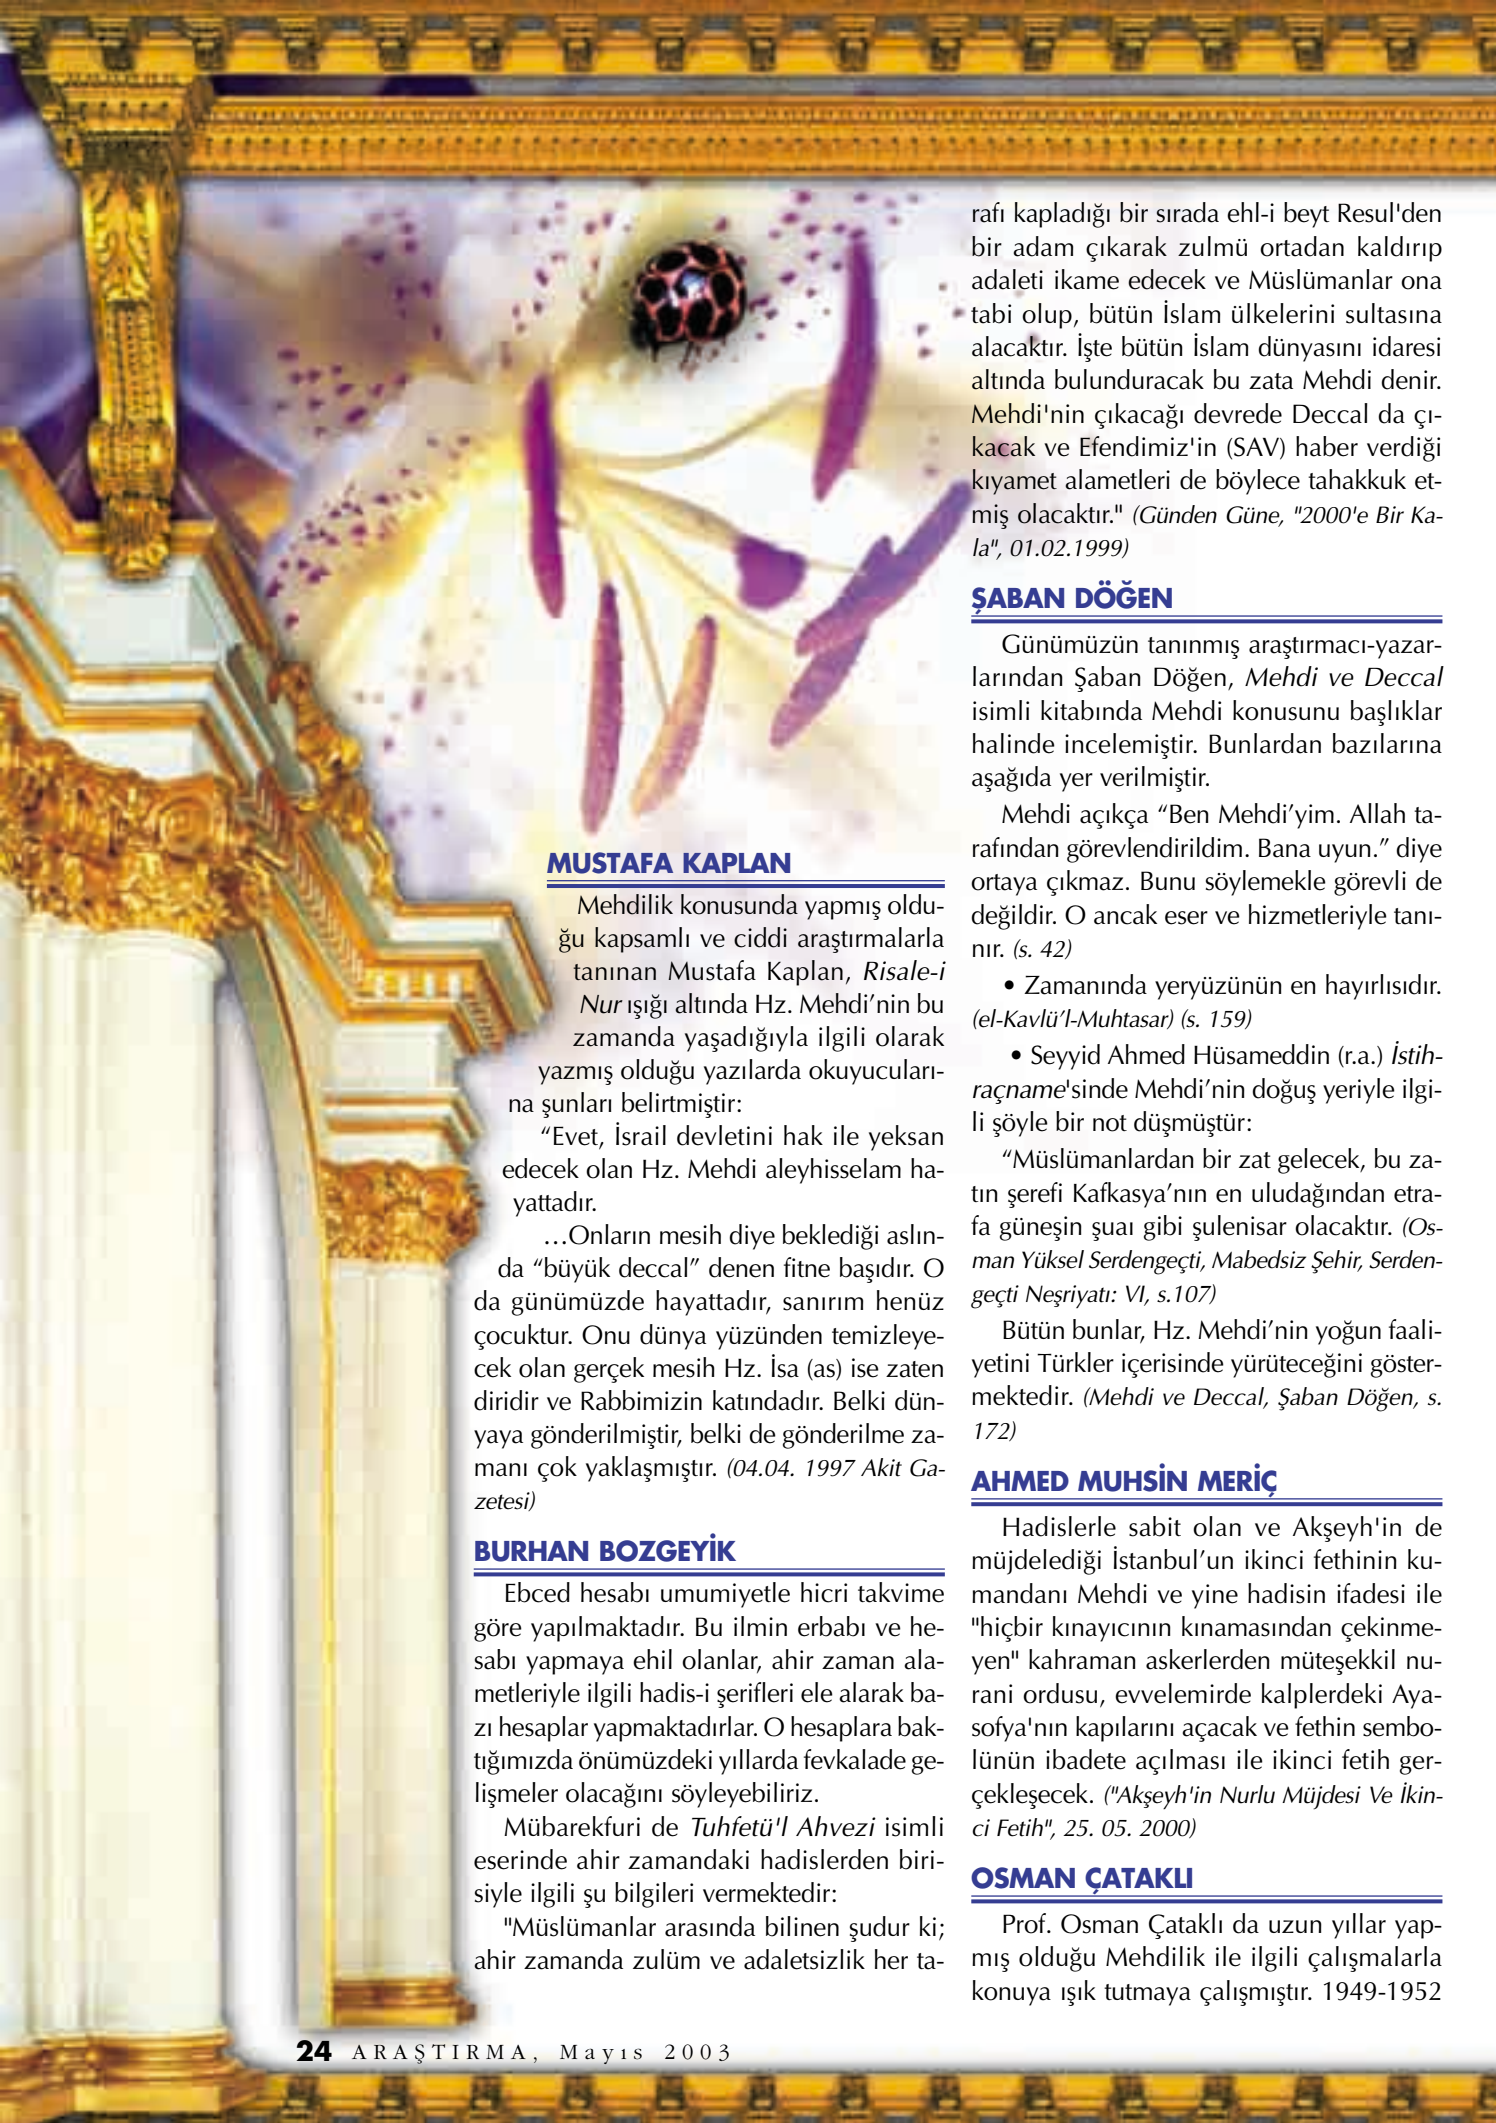 MUSTAFA KAPLAN
Mehdilik konusunda yapmış oldu-
ğu kapsamlı ve ciddi araştırmalarla
tanınan Mustafa Kaplan, Risale-i
Nur ışığı altında Hz. Mehdi’nin bu
zamanda yaşadığıyla ilgili olarak
yazmış olduğu yazılarda okuyucuları-
na şunları belirtmiştir:
“Evet, İsrail devletini hak ile yeksan
edecek olan Hz. Mehdi aleyhisselam ha-
yattadır.
…Onların mesih diye beklediği aslın-
da “büyük deccal” denen fitne başıdır. O
da günümüzde hayattadır, sanırım henüz
çocuktur. Onu dünya yüzünden temizleye-
cek olan gerçek mesih Hz. İsa (as) ise zaten
diridir ve Rabbimizin katındadır. Belki dün-
yaya gönderilmiştir, belki de gönderilme za-
manı çok yaklaşmıştır. (04.04. 1997 Akit Ga-
zetesi)
BURHAN BOZGEYİK
Ebced hesabı umumiyetle hicri takvime
göre yapılmaktadır. Bu ilmin erbabı ve he-
sabı yapmaya ehil olanlar, ahir zaman ala-
metleriyle ilgili hadis-i şerifleri ele alarak ba-
zı hesaplar yapmaktadırlar. O hesaplara bak-
tığımızda önümüzdeki yıllarda fevkalade ge-
lişmeler olacağını söyleyebiliriz.
Mübarekfuri de Tuhfetü'l Ahvezi isimli
eserinde ahir zamandaki hadislerden biri-
siyle ilgili şu bilgileri vermektedir:
"Müslümanlar arasında bilinen şudur ki;
ahir zamanda zulüm ve adaletsizlik her ta-
rafı kapladığı bir sırada ehl-i beyt Resul'den
bir adam çıkarak zulmü ortadan kaldırıp
adaleti ikame edecek ve Müslümanlar ona
tabi olup, bütün İslam ülkelerini sultasına
alacaktır. İşte bütün İslam dünyasını idaresi
altında bulunduracak bu zata Mehdi denir.
Mehdi'nin çıkacağı devrede Deccal da çı-
kacak ve Efendimiz'in (SAV) haber verdiği
kıyamet alametleri de böylece tahakkuk et-
miş olacaktır." (Günden Güne, "2000'e Bir Ka-
la", 01.02.1999)
ŞABAN DÖĞEN
Günümüzün tanınmış araştırmacı-yazar-
larından Şaban Döğen, Mehdi ve Deccal
isimli kitabında Mehdi konusunu başlıklar
halinde incelemiştir. Bunlardan bazılarına
aşağıda yer verilmiştir.
Mehdi açıkça “Ben Mehdi’yim. Allah ta-
rafından görevlendirildim. Bana uyun.” diye
ortaya çıkmaz. Bunu söylemekle görevli de
değildir. O ancak eser ve hizmetleriyle tanı-
nır. (s. 42)
• Zamanında yeryüzünün en hayırlısıdır.
(el-Kavlü’l-Muhtasar) (s. 159)
• Seyyid Ahmed Hüsameddin (r.a.) İstih-
raçname'sinde Mehdi’nin doğuş yeriyle ilgi-
li şöyle bir not düşmüştür:
“Müslümanlardan bir zat gelecek, bu za-
tın şerefi Kafkasya’nın en uludağından etra-
fa güneşin şuaı gibi şulenisar olacaktır. (Os-
man Yüksel Serdengeçti, Mabedsiz Şehir, Serden-
geçti Neşriyatı: VI, s.107)
Bütün bunlar, Hz. Mehdi’nin yoğun faali-
yetini Türkler içerisinde yürüteceğini göster-
mektedir. (Mehdi ve Deccal, Şaban Döğen, s.
172)
AHMED MUHSİN MERİÇ
Hadislerle sabit olan ve Akşeyh'in de
müjdelediği İstanbul’un ikinci fethinin ku-
mandanı Mehdi ve yine hadisin ifadesi ile
"hiçbir kınayıcının kınamasından çekinme-
yen" kahraman askerlerden müteşekkil nu-
rani ordusu, evvelemirde kalplerdeki Aya-
sofya'nın kapılarını açacak ve fethin sembo-
lünün ibadete açılması ile ikinci fetih ger-
çekleşecek. ("Akşeyh'in Nurlu Müjdesi Ve İkin-
ci Fetih", 25. 05. 2000)
OSMAN ÇATAKLI
Prof. Osman Çataklı da uzun yıllar yap-
mış olduğu Mehdilik ile ilgili çalışmalarla
konuya ışık tutmaya çalışmıştır. 1949-1952
24 ARAŞTIRMA, Mayıs 2003